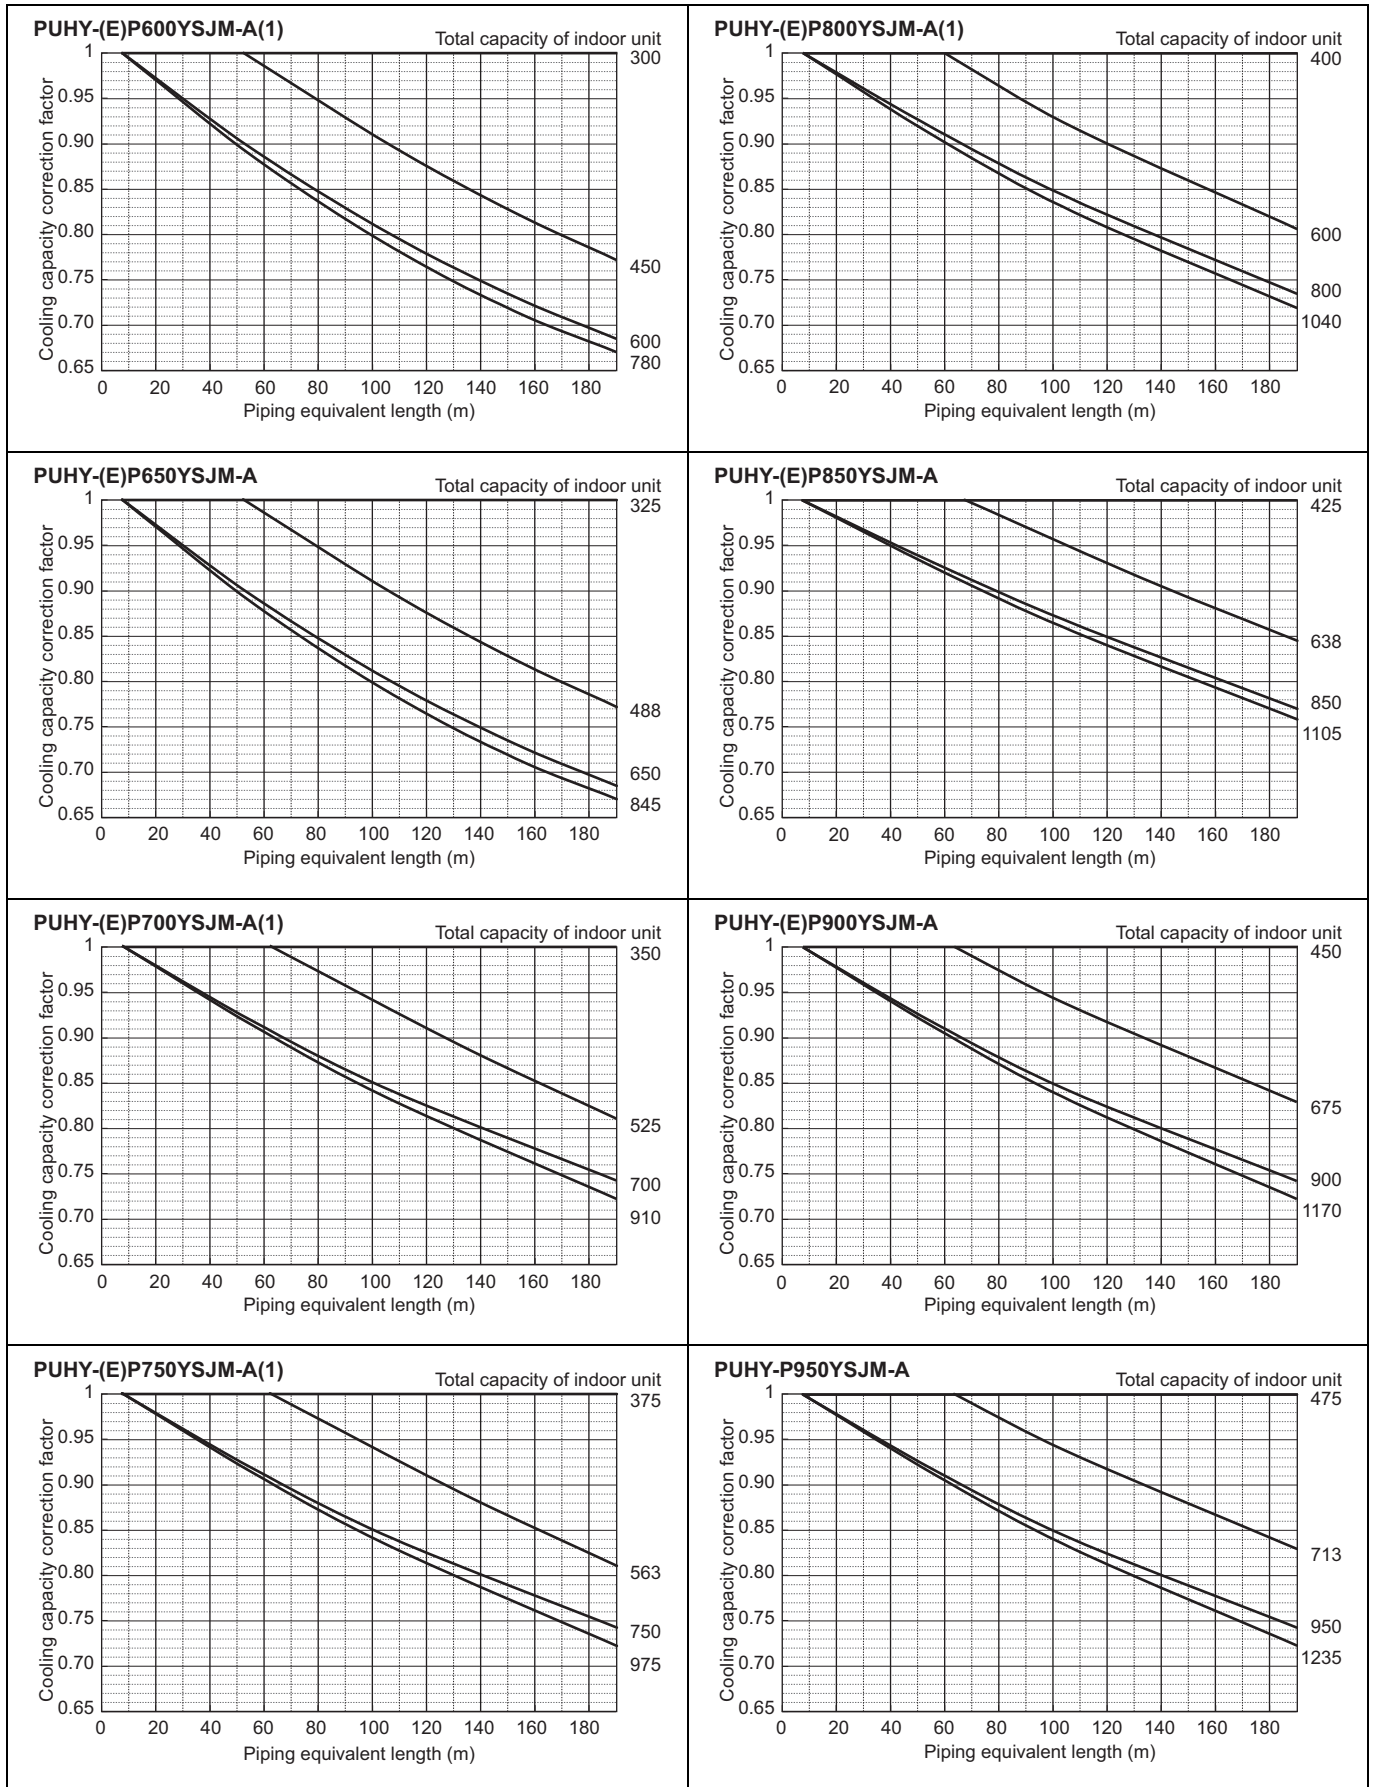 PUHY-(E)P600YSJM-A(1)
Total capacity of indoor unit
Cooling capacity correction factor
1
0.95
0.90
0.85
0.80
0.75
0.70
0.65
300
450
600
780
0 20 40 60 80 100 120 140 160 180
Piping equivalent length (m)
PUHY-(E)P800YSJM-A(1)
Total capacity of indoor unit
Cooling capacity correction factor
1
0.95
0.90
0.85
0.80
0.75
0.70
0.65
400
600
800
1040
0 20 40 60 80 100 120 140 160 180
Piping equivalent length (m)
PUHY-(E)P650YSJM-A
Total capacity of indoor unit
Cooling capacity correction factor
1
0.95
0.90
0.85
0.80
0.75
0.70
0.65
325
488
650
845
0 20 40 60 80 100 120 140 160 180
Piping equivalent length (m)
PUHY-(E)P850YSJM-A
Total capacity of indoor unit
Cooling capacity correction factor
1
0.95
0.90
0.85
0.80
0.75
0.70
0.65
425
638
850
1105
0 20 40 60 80 100 120 140 160 180
Piping equivalent length (m)
PUHY-(E)P700YSJM-A(1)
Total capacity of indoor unit
Cooling capacity correction factor
1
0.95
0.90
0.85
0.80
0.75
0.70
0.65
350
525
700
910
0 20 40 60 80 100 120 140 160 180
Piping equivalent length (m)
PUHY-(E)P900YSJM-A
Total capacity of indoor unit
Cooling capacity correction factor
1
0.95
0.90
0.85
0.80
0.75
0.70
0.65
450
675
900
1170
0 20 40 60 80 100 120 140 160 180
Piping equivalent length (m)
PUHY-(E)P750YSJM-A(1)
Total capacity of indoor unit
Cooling capacity correction factor
1
0.95
0.90
0.85
0.80
0.75
0.70
0.65
375
563
750
975
0 20 40 60 80 100 120 140 160 180
Piping equivalent length (m)
PUHY-P950YSJM-A
Total capacity of indoor unit
Cooling capacity correction factor
1
0.95
0.90
0.85
0.80
0.75
0.70
0.65
475
713
950
1235
0 20 40 60 80 100 120 140 160 180
Piping equivalent length (m)